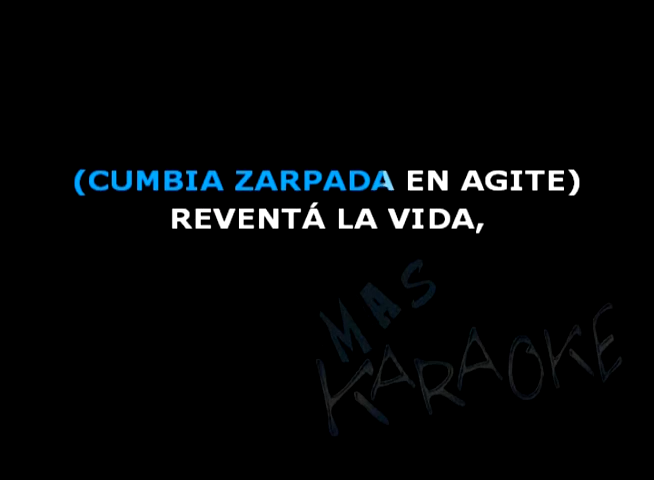 (CUMBIA ZARPADA EN AGITE)
REVENTÁ LA VIDA,
MAS
KARAOKE